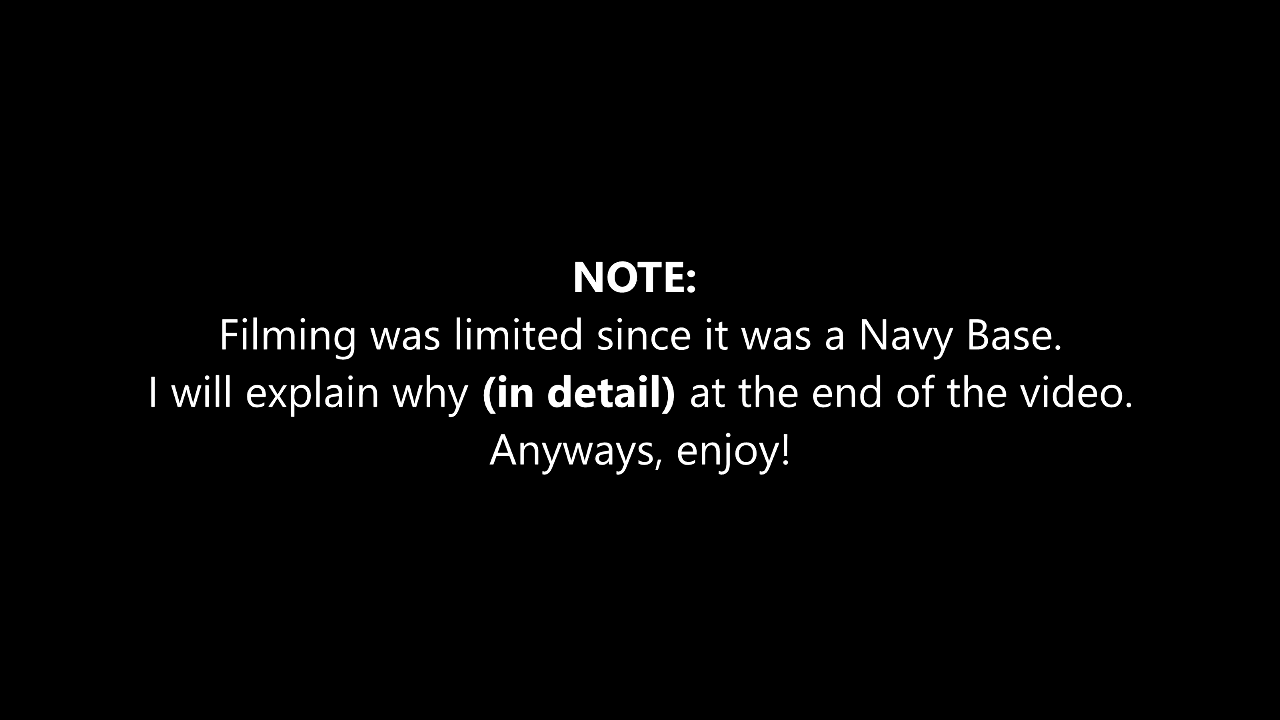 NOTE:
Filming was limited since it was a Navy Base.
I will explain why (in detail) at the end of the video.
Anyways, enjoy!